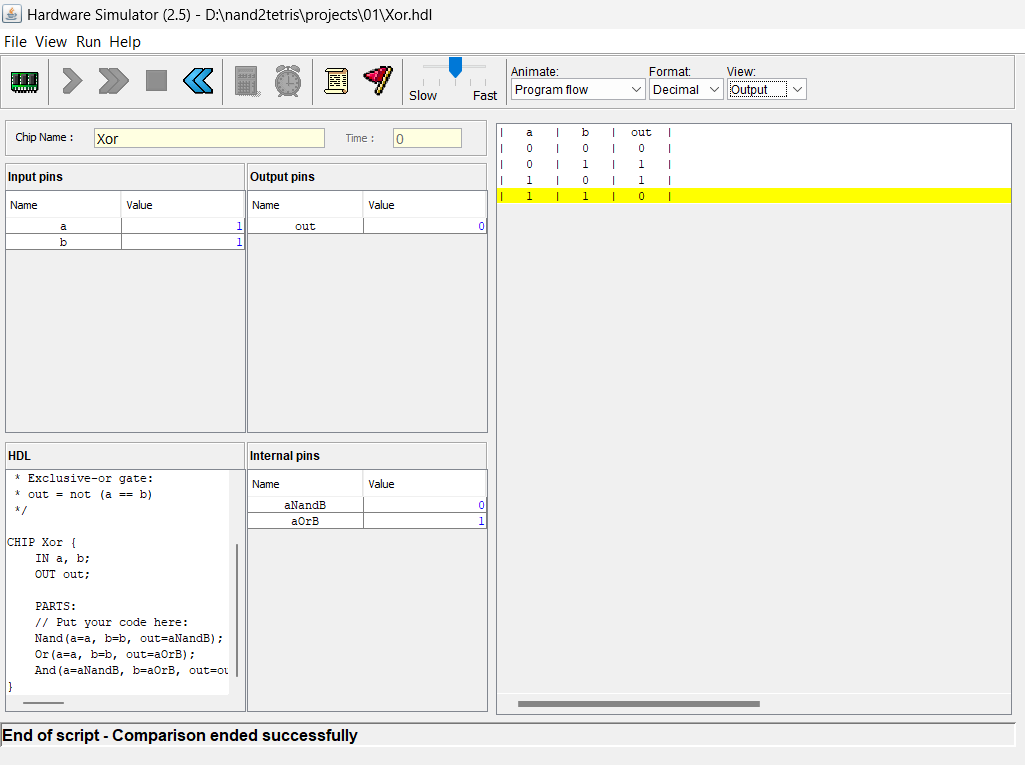 Hardware Simulator (2.5) - D:\nand2tetris\projects\01\Xor.hdl
File View Run Help
Slow Fast
Animate: Format: View:
Program flow Decimal Output
Chip Name : Xor Time : 0
Input pins
Name Value
a 1
b 1
Output pins
Name Value
out 0
HDL
* Exclusive-or gate:
* out = not (a == b)
*/
CHIP Xor {
IN a, b;
OUT out;
PARTS:
// Put your code here:
Nand(a=a, b=b, out=aNandB);
Or(a=a, b=b, out=aOrB);
And(a=aNandB, b=aOrB, out=ou
}
Internal pins
Name Value
aNandB 0
aOrB 1
| a | b | out |
| 0 | 0 | 0 |
| 0 | 1 | 1 |
| 1 | 0 | 1 |
| 1 | 1 | 0 |
End of script - Comparison ended successfully